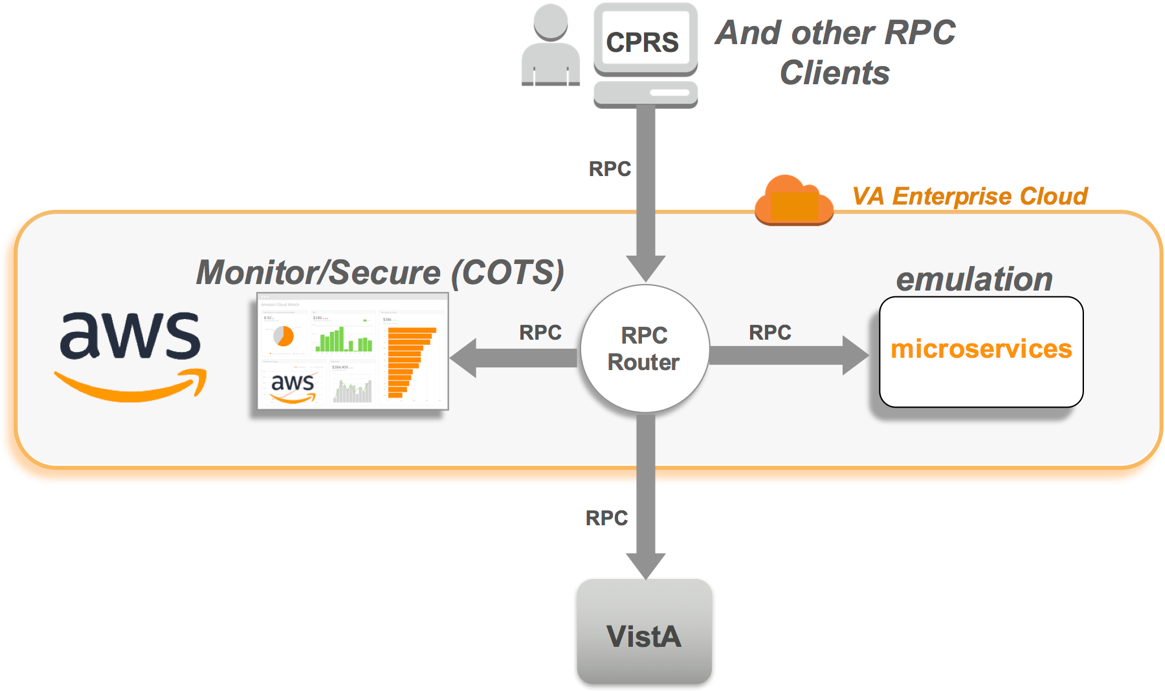 CPRS
And other RPC
Clients
RPC
VA Enterprise Cloud
Monitor/Secure (COTS)
emulation
aws
aws
RPC
RPC
Router
RPC
microservices
RPC
VistA